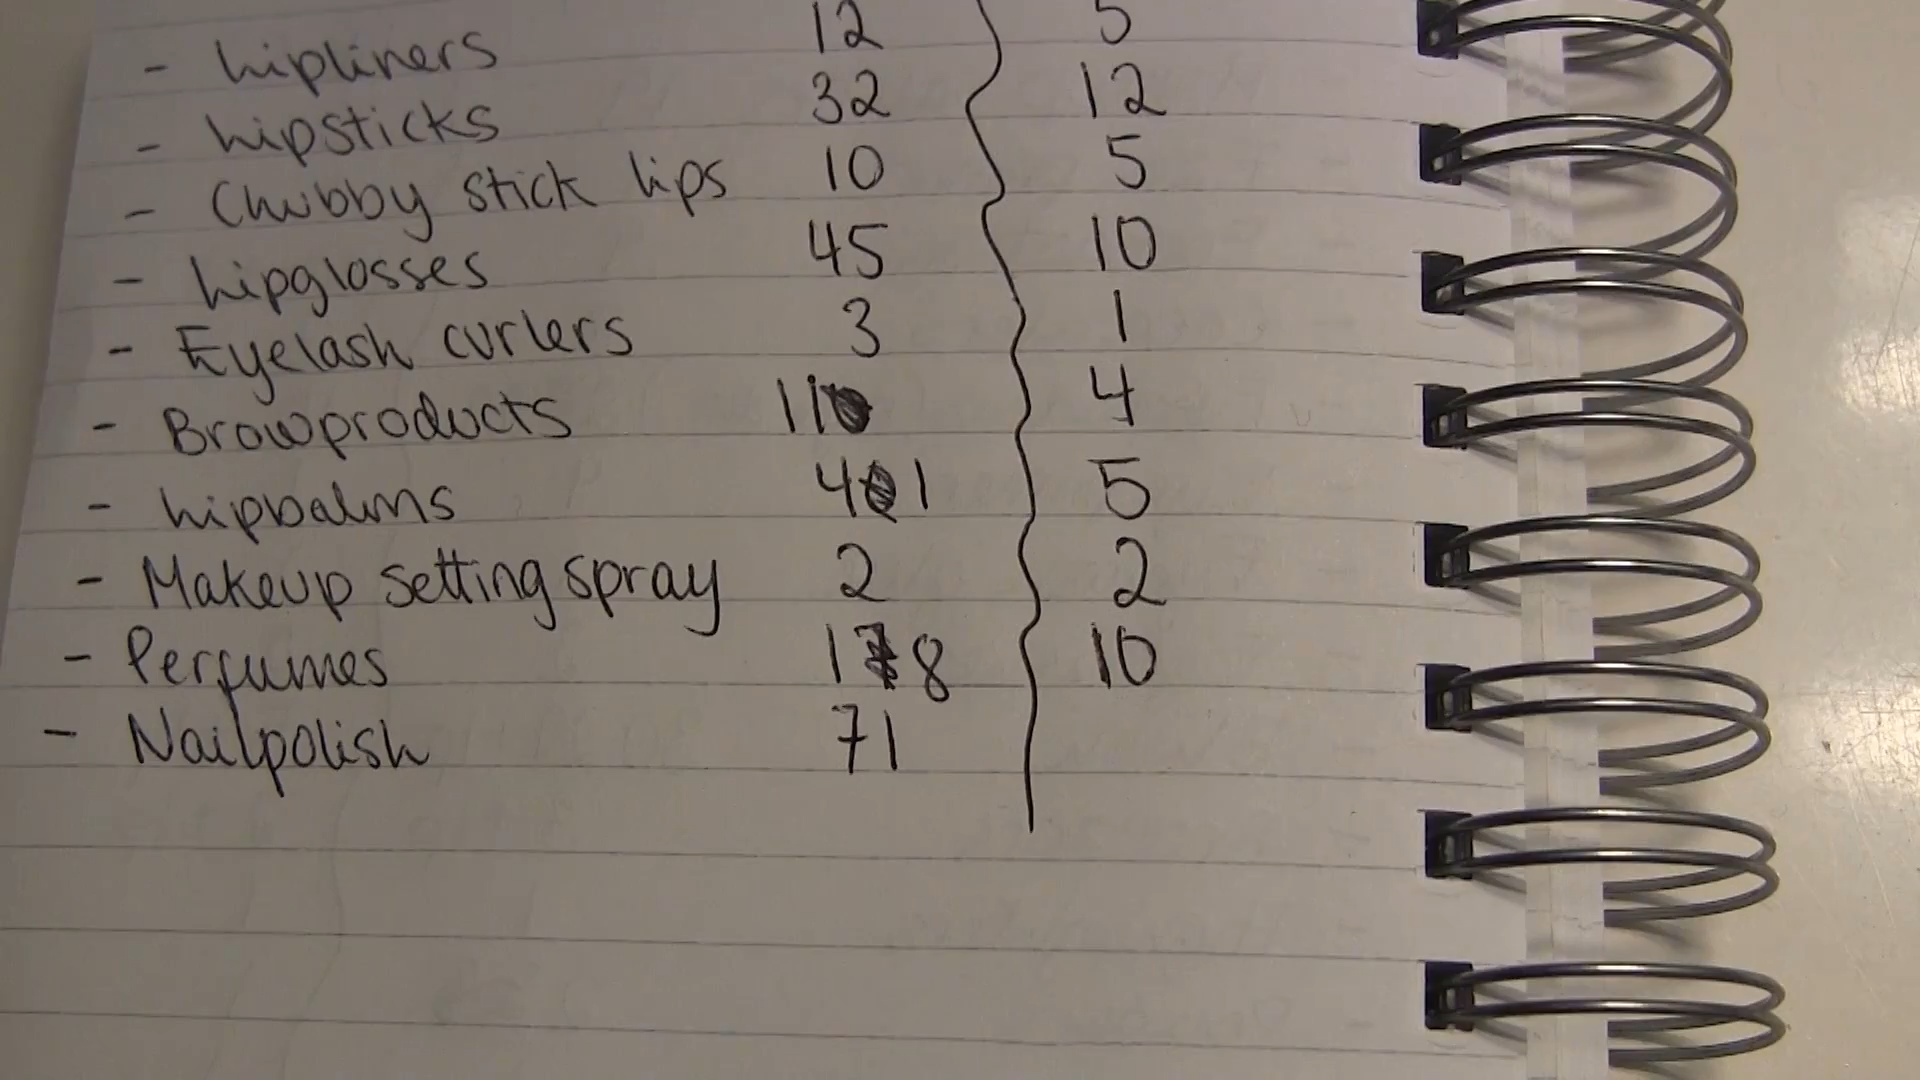 - Lipliners 12 5
- Lipsticks 32 12
- Chubby stick lips 10 5
- Lipglosses 45 10
- Eyelash curlers 3 1
- Browproducts 11 4
- Lipbalms 41 5
- Makeup setting spray 2 2
- Perfumes 18 10
- Nailpolish 71